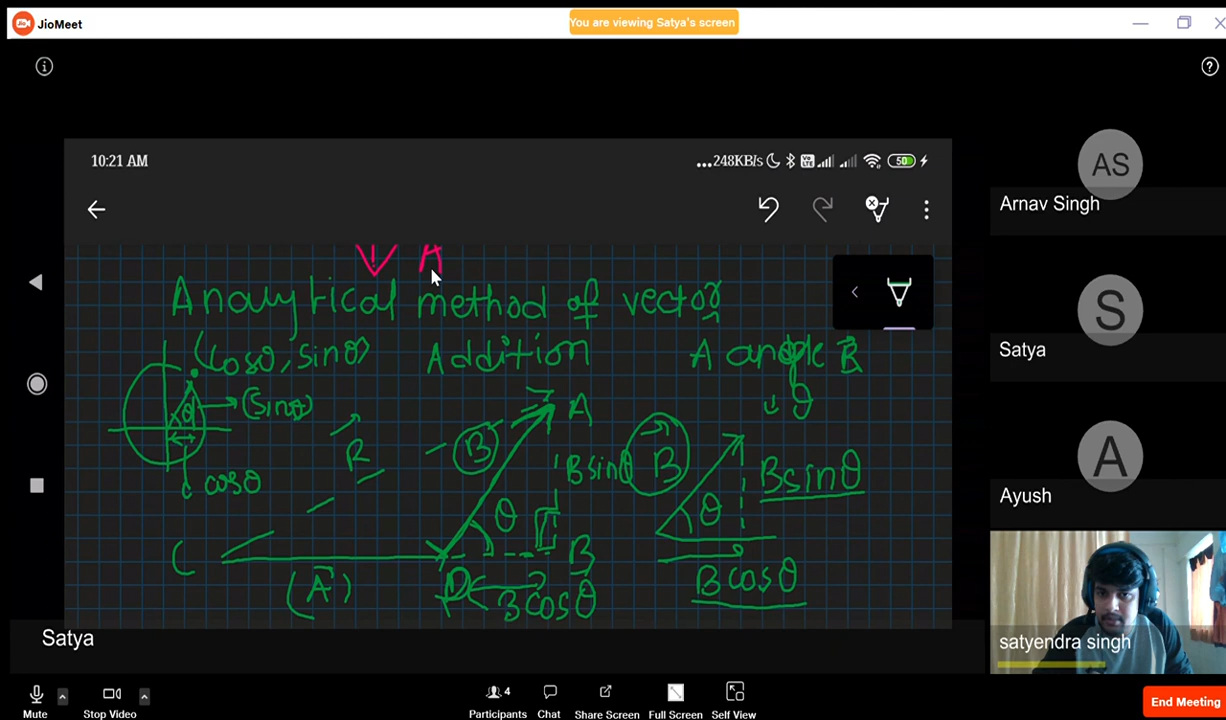 JioMeet
You are viewing Satya's screen
10:21 AM
...248KB/s
50
A
Analytical method of vector
Addition
(cosθ, sinθ)
A angle B
θ
(sinθ)
θ
cosθ
R
B
A
Bsinθ
θ
C
(A)
D
B
Bcosθ
B
θ
Bsinθ
Bcosθ
AS
Arnav Singh
S
Satya
A
Ayush
satyendra singh
Satya
Mute
Stop Video
4
Participants
Chat
Share Screen
Full Screen
Self View
End Meeting